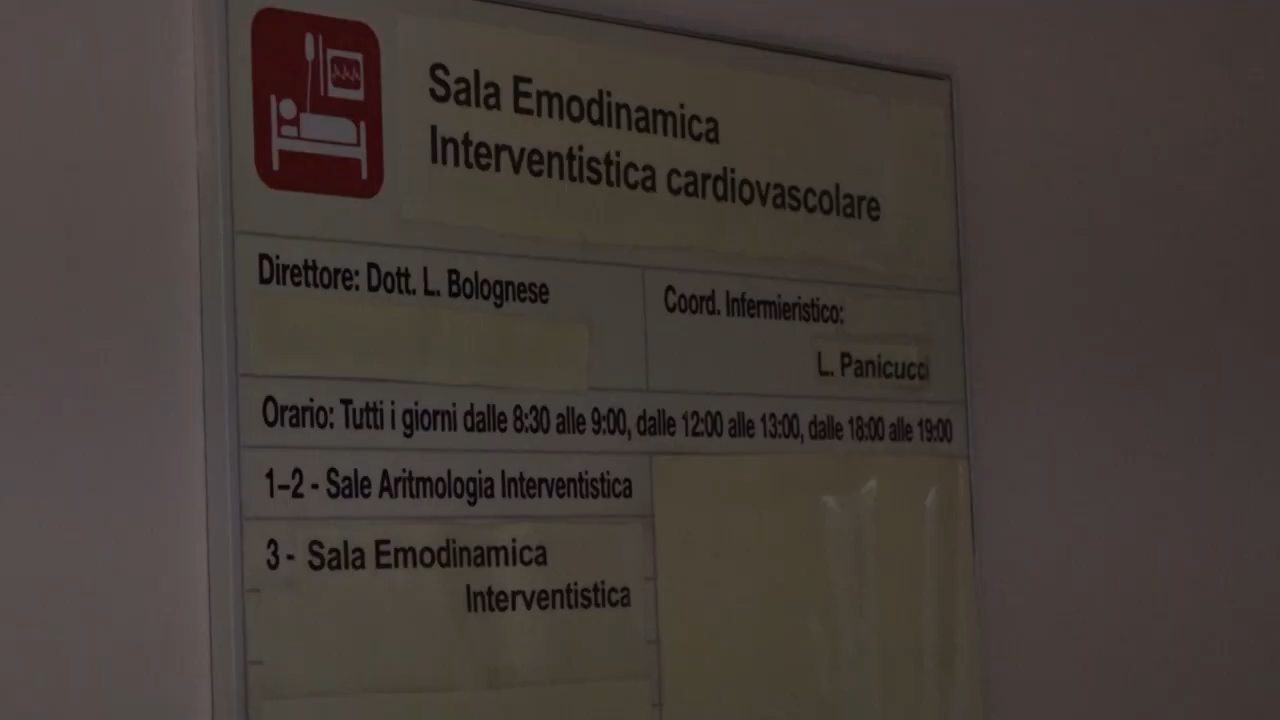 Sala Emodinamica
Interventistica cardiovascolare
Direttore: Dott. L. Bolognese
Coord. Infermieristico:
L. Panicucci
Orario: Tutti i giorni dalle 8:30 alle 9:00, dalle 12:00 alle 13:00, dalle 18:00 alle 19:00
1-2 - Sale Aritmologia Interventistica
3 - Sala Emodinamica
Interventistica